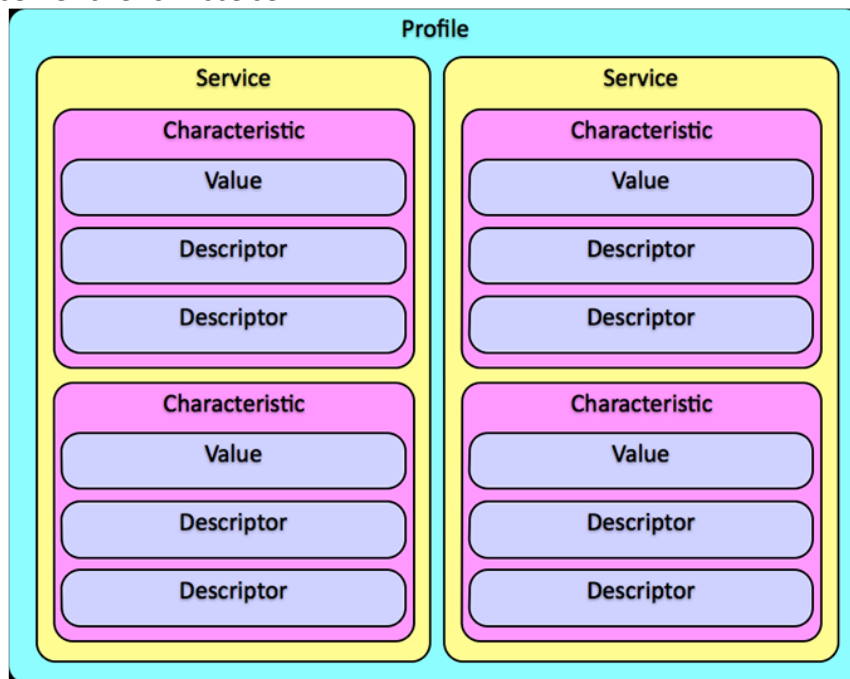 Profile
Service
Characteristic
Value
Descriptor
Descriptor
Characteristic
Value
Descriptor
Descriptor
Service
Characteristic
Value
Descriptor
Descriptor
Characteristic
Value
Descriptor
Descriptor